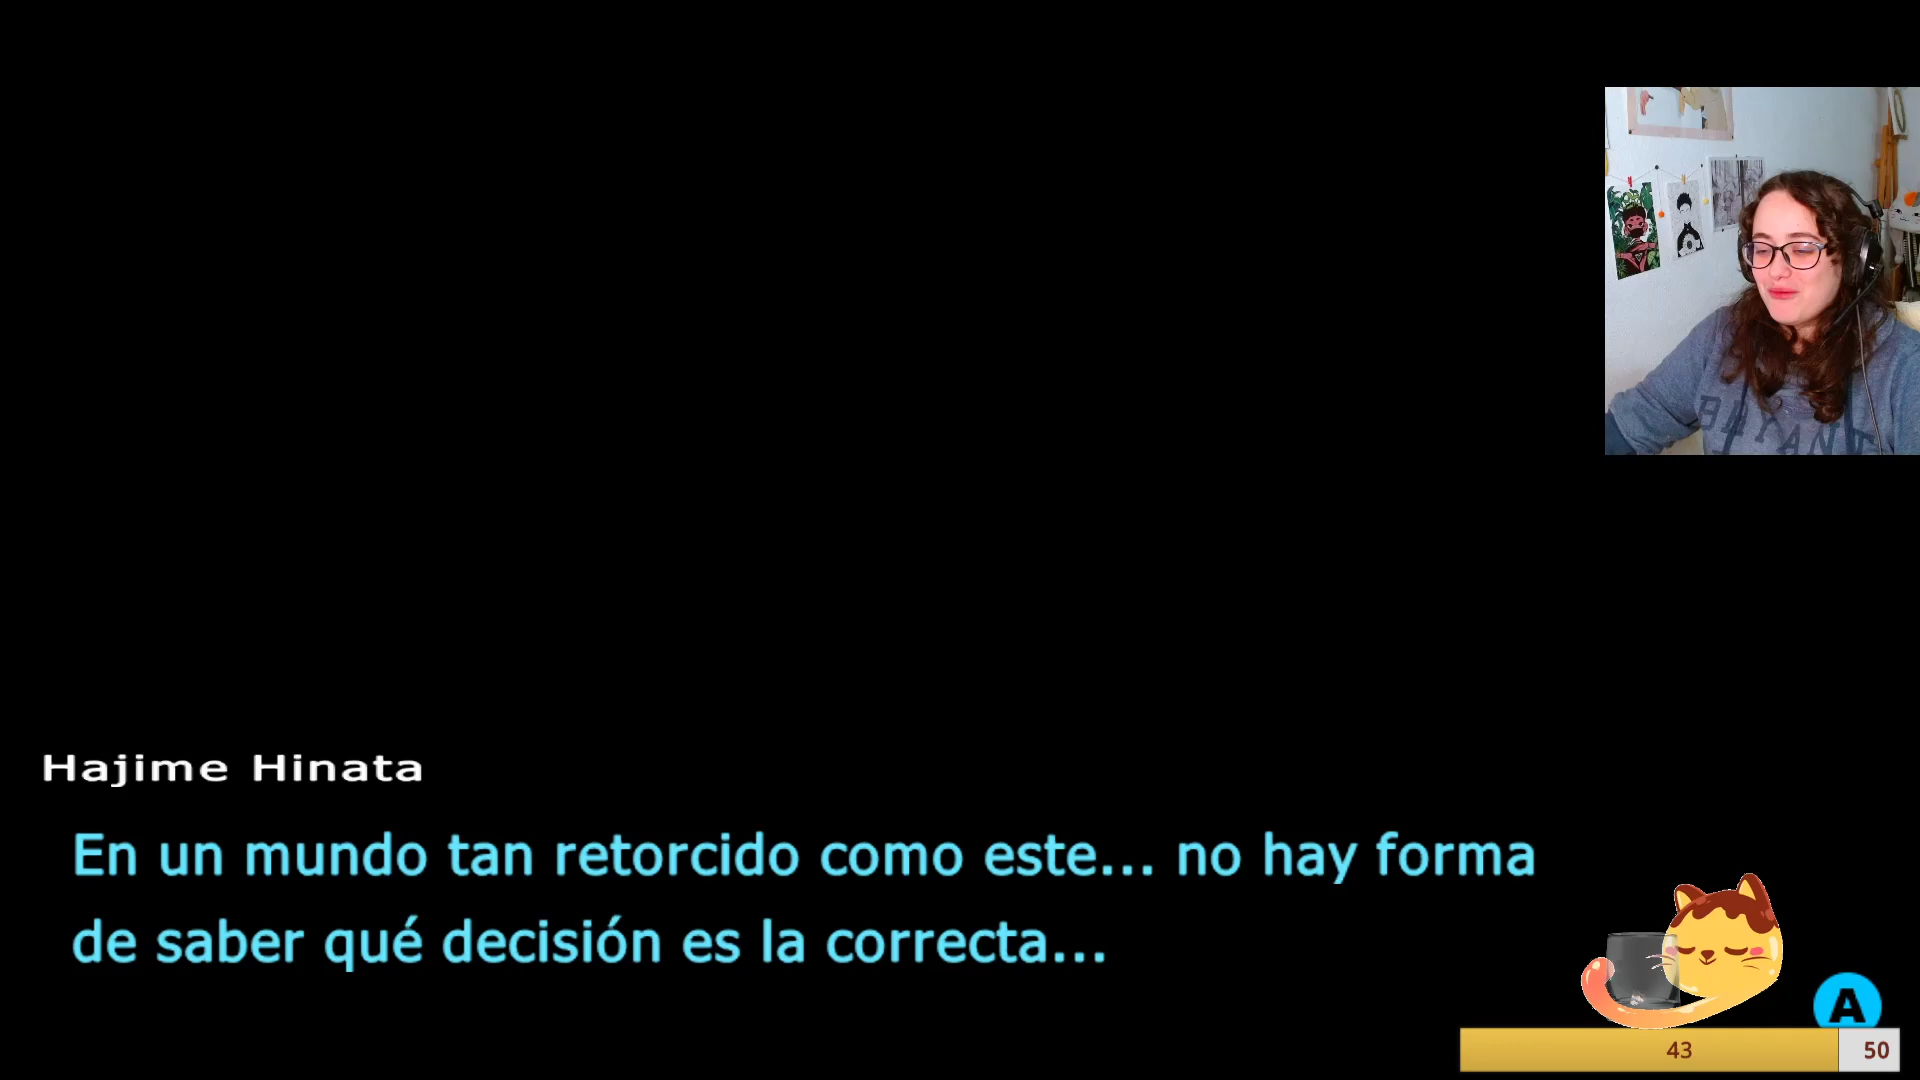 BRYANT
Hajime Hinata
En un mundo tan retorcido como este... no hay forma
de saber qué decisión es la correcta...
A
43
50